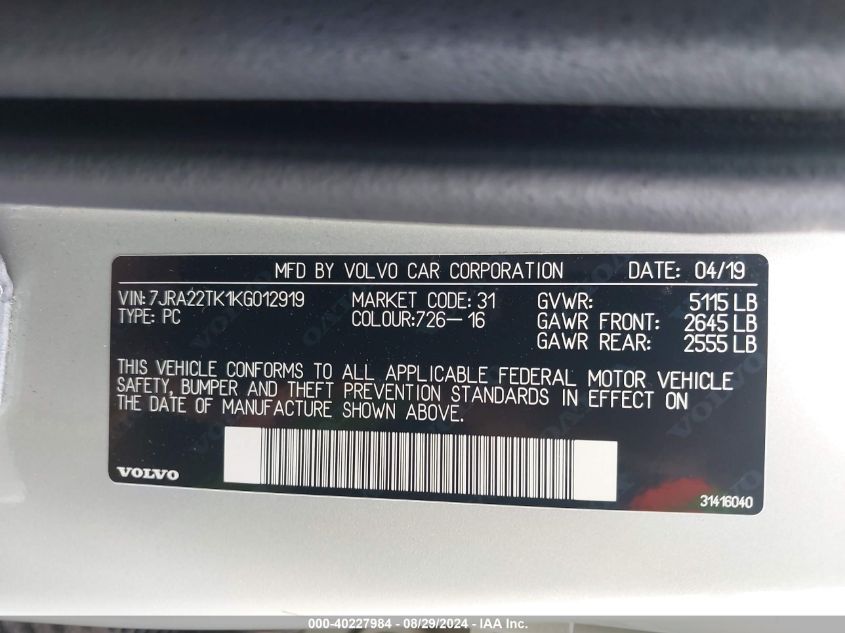 MFD BY VOLVO CAR CORPORATION DATE: 04/19
VIN:7JRA22TK1KG012919 MARKET CODE: 31 GVWR: 5115 LB
TYPE: PC COLOUR:726-16 GAWR FRONT: 2645 LB
GAWR REAR: 2555 LB
THIS VEHICLE CONFORMS TO ALL APPLICABLE FEDERAL MOTOR VEHICLE
SAFETY, BUMPER AND THEFT PREVENTION STANDARDS IN EFFECT ON
THE DATE OF MANUFACTURE SHOWN ABOVE.
VOLVO
31416040
000-40227984 - 08/29/2024 - IAA Inc.